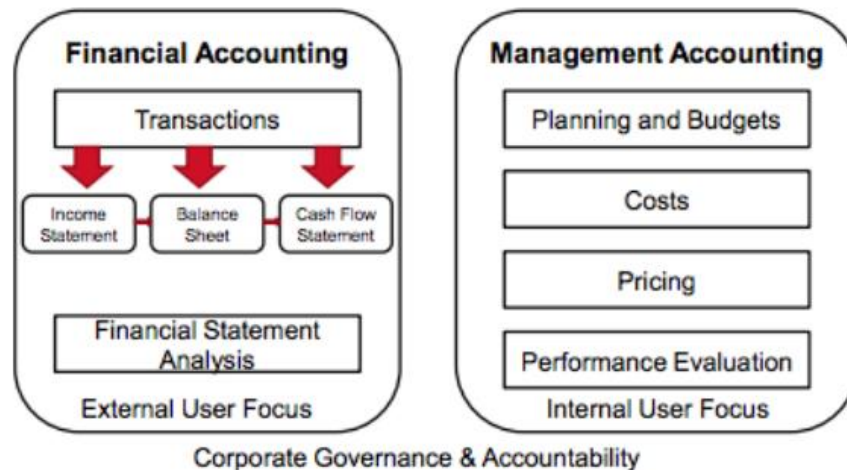 Financial Accounting
Transactions
Income
Statement
Balance
Sheet
Cash Flow
Statement
Financial Statement
Analysis
External User Focus
Management Accounting
Planning and Budgets
Costs
Pricing
Performance Evaluation
Internal User Focus
Corporate Governance & Accountability